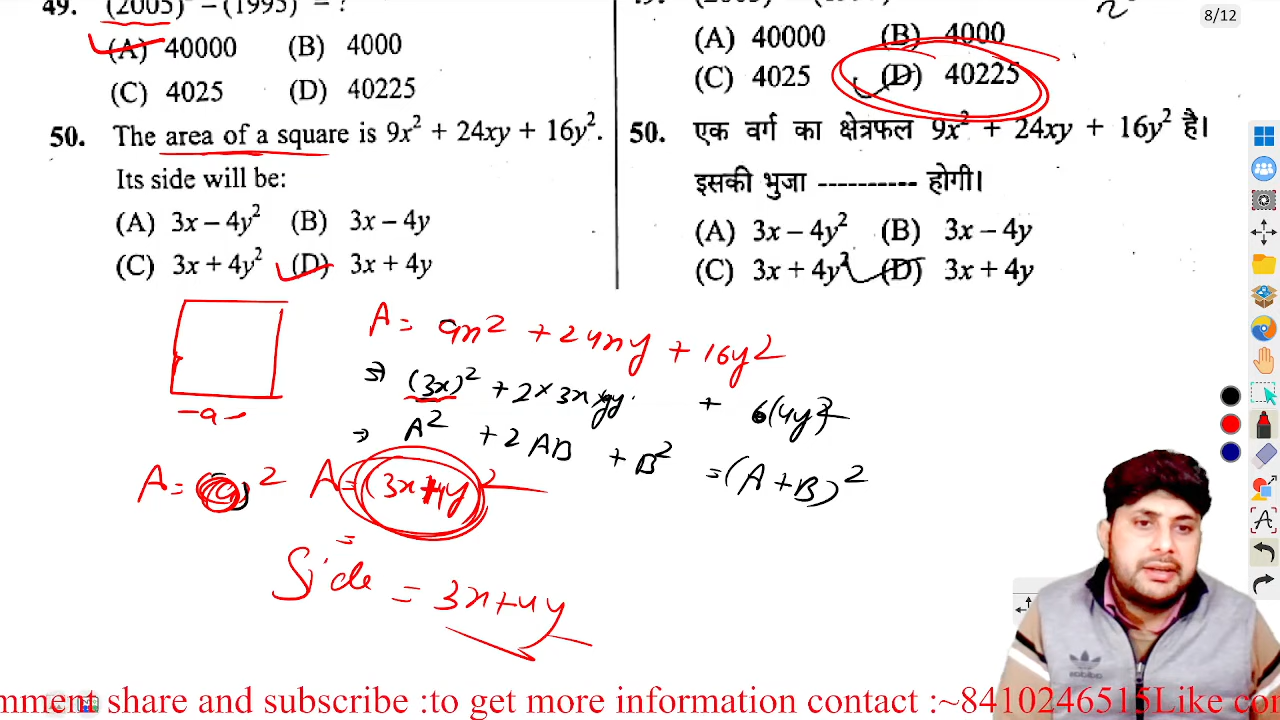 49. (2005)² − (1995) = ?
(A) 40000 (B) 4000
(C) 4025 (D) 40225
50. The area of a square is 9x² + 24xy + 16y².
Its side will be:
(A) 3x − 4y² (B) 3x − 4y
(C) 3x + 4y² (D) 3x + 4y
(A) 40000 (B) 4000
(C) 4025 (D) 40225
50. एक वर्ग का क्षेत्रफल 9x² + 24xy + 16y² है।
इसकी भुजा ---------- होगी।
(A) 3x − 4y² (B) 3x − 4y
(C) 3x + 4y² (D) 3x + 4y
8/12
A = 9x² + 24xy + 16y²
⇒ (3x)² + 2 × 3x × 4y + (4y)²
⇒ A² + 2AB + B² = (A + B)²
a
A = (a)² A = (3x + 4y)²
Side = 3x + 4y
adidas
mment share and subscribe :to get more information contact :~8410246515Like con